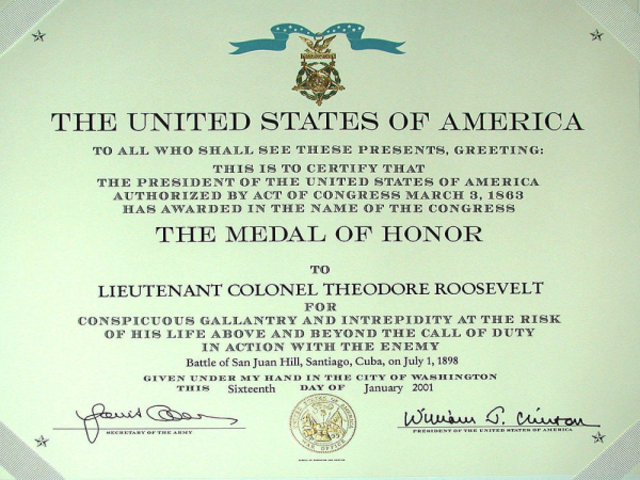 THE UNITED STATES OF AMERICA
TO ALL WHO SHALL SEE THESE PRESENTS, GREETING:
THIS IS TO CERTIFY THAT
THE PRESIDENT OF THE UNITED STATES OF AMERICA
AUTHORIZED BY ACT OF CONGRESS MARCH 3, 1863
HAS AWARDED IN THE NAME OF THE CONGRESS
THE MEDAL OF HONOR
TO
LIEUTENANT COLONEL THEODORE ROOSEVELT
FOR
CONSPICUOUS GALLANTRY AND INTREPIDITY AT THE RISK
OF HIS LIFE ABOVE AND BEYOND THE CALL OF DUTY
IN ACTION WITH THE ENEMY
Battle of San Juan Hill, Santiago, Cuba, on July 1, 1898
GIVEN UNDER MY HAND IN THE CITY OF WASHINGTON
THIS Sixteenth DAY OF January 2001
William J. Clinton
SECRETARY OF THE ARMY
PRESIDENT OF THE UNITED STATES OF AMERICA